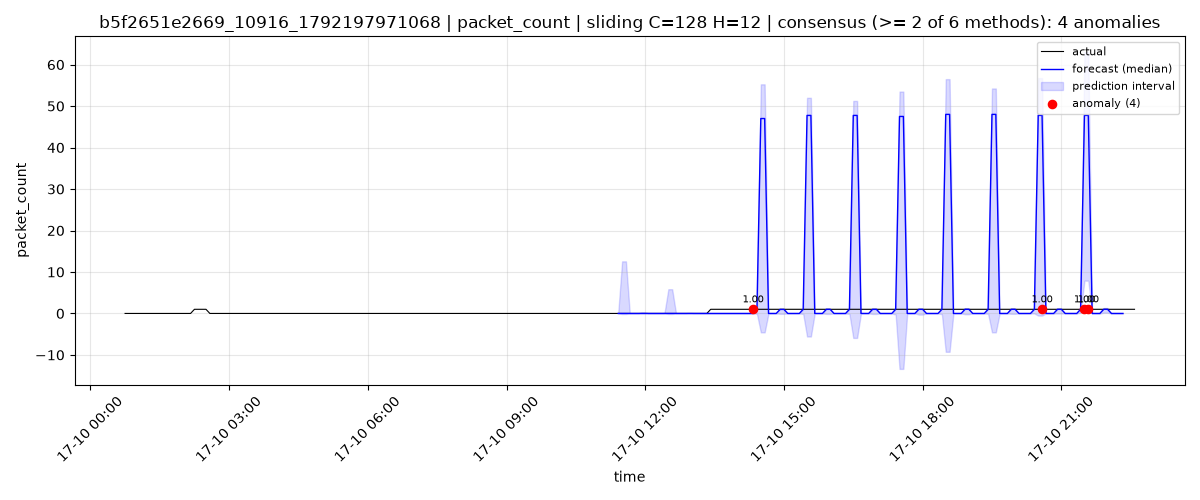 b5f2651e2669_10916_1792197971068 | packet_count | sliding C=128 H=12 | consensus (>= 2 of 6 methods): 4 anomalies
actual
forecast (median)
prediction interval
anomaly (4)
60
50
40
30
20
10
0
−10
packet_count
1.00
1.00
17-10 00:00
17-10 03:00
17-10 06:00
17-10 09:00
17-10 12:00
17-10 15:00
17-10 18:00
17-10 21:00
time